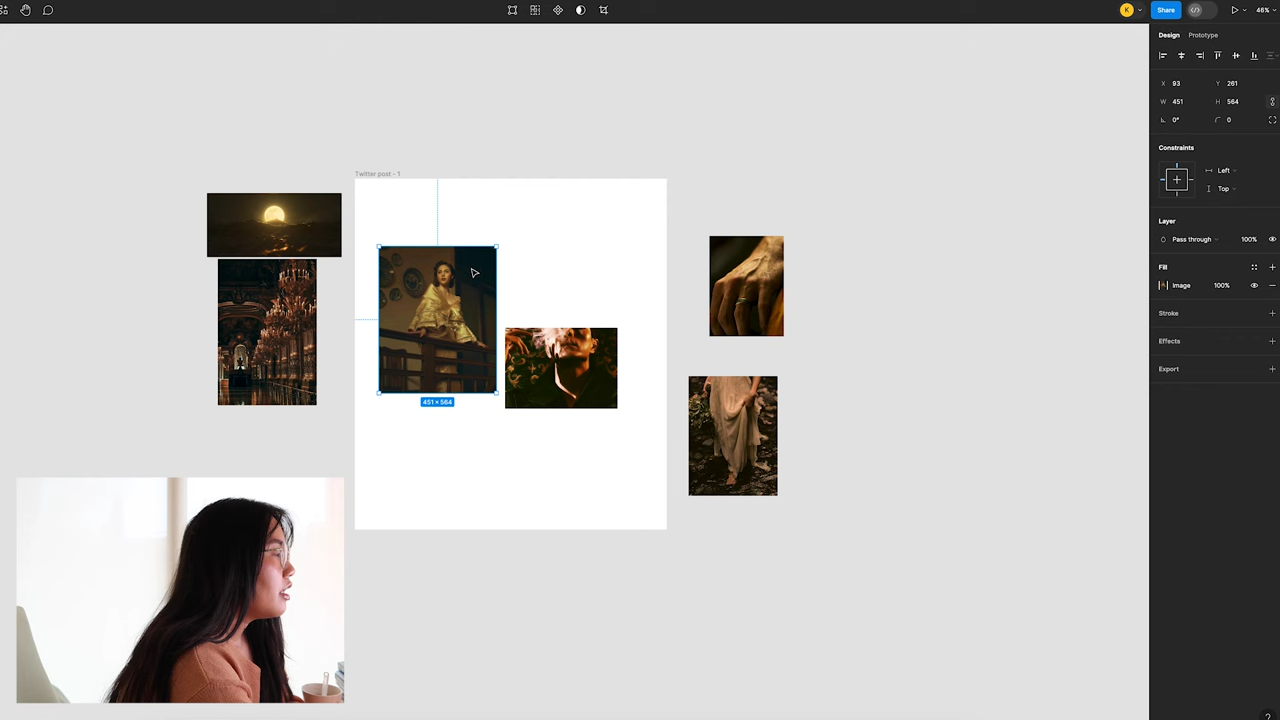 K
Share
46%
Design Prototype
X 93 Y 261
W 451 H 564
0° 0
Constraints
Left
Top
Layer
Pass through 100%
Fill
Image 100%
Stroke
Effects
Export
?
Twitter post - 1
451 × 564